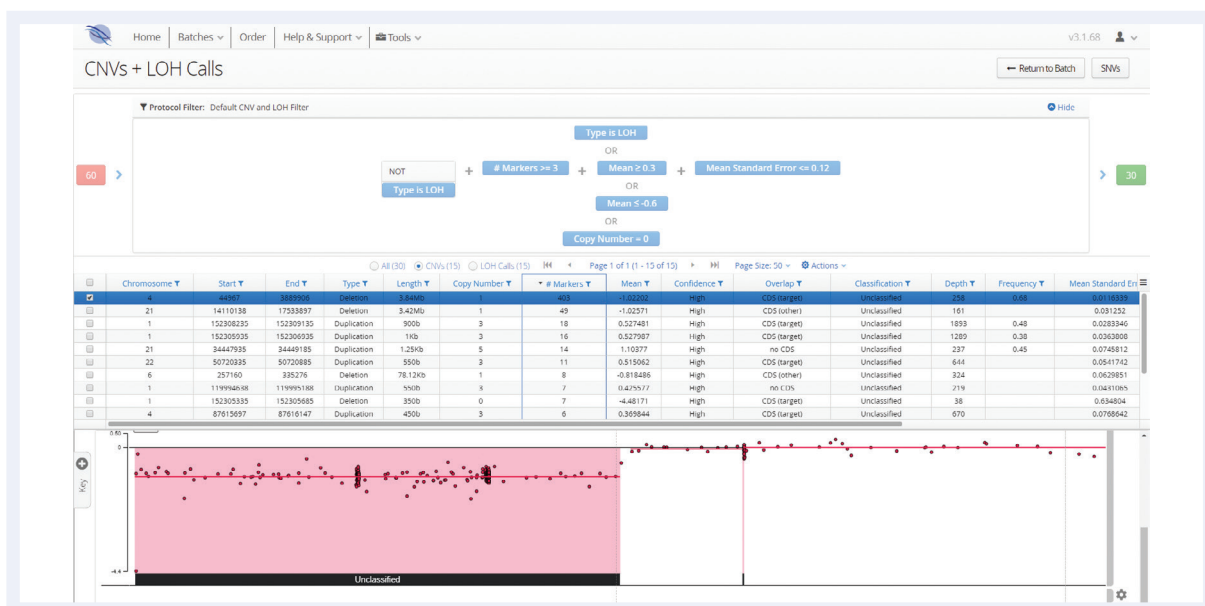 Home Batches Order Help & Support Tools v3.1.68
CNVs + LOH Calls Return to Batch SNVs
Protocol Filter: Default CNV and LOH Filter Hide
Type is LOH
OR
60 NOT + # Markers >= 3 + Mean ≥ 0.3 + Mean Standard Error <= 0.12 30
Type is LOH OR
Mean ≤ -0.6
OR
Copy Number = 0
All (30) CNVs (15) LOH Calls (15) Page 1 of 1 (1 - 15 of 15) Page Size: 50 Actions
Chromosome Start End Type Length Copy Number # Markers Mean Confidence Overlap Classification Depth Frequency Mean Standard Err
4 44967 3889906 Deletion 3.84Mb 1 403 -1.02202 High CDS (target) Unclassified 258 0.68 0.0116339
21 14110138 17533897 Deletion 3.42Mb 1 49 -1.02571 High CDS (other) Unclassified 161 0.031252
1 152308235 152309135 Duplication 900b 3 18 0.527481 High CDS (target) Unclassified 1893 0.48 0.0283346
1 152305935 152306935 Duplication 1Kb 3 16 0.527987 High CDS (target) Unclassified 1289 0.38 0.0363808
21 34447935 34449185 Duplication 1.25Kb 5 14 1.10377 High no CDS Unclassified 237 0.45 0.0745812
22 50720335 50720885 Duplication 550b 3 11 0.515062 High CDS (target) Unclassified 644 0.0541742
6 257160 335276 Deletion 78.12Kb 1 8 -0.818486 High CDS (other) Unclassified 324 0.0629851
1 119994638 119995188 Duplication 550b 3 7 0.425577 High no CDS Unclassified 219 0.0431065
1 152305335 152305685 Deletion 350b 0 7 -4.48171 High CDS (target) Unclassified 38 0.634804
4 87615697 87616147 Duplication 450b 3 6 0.369844 High CDS (target) Unclassified 670 0.0768642
0.50
0
Key
-4.4
Unclassified